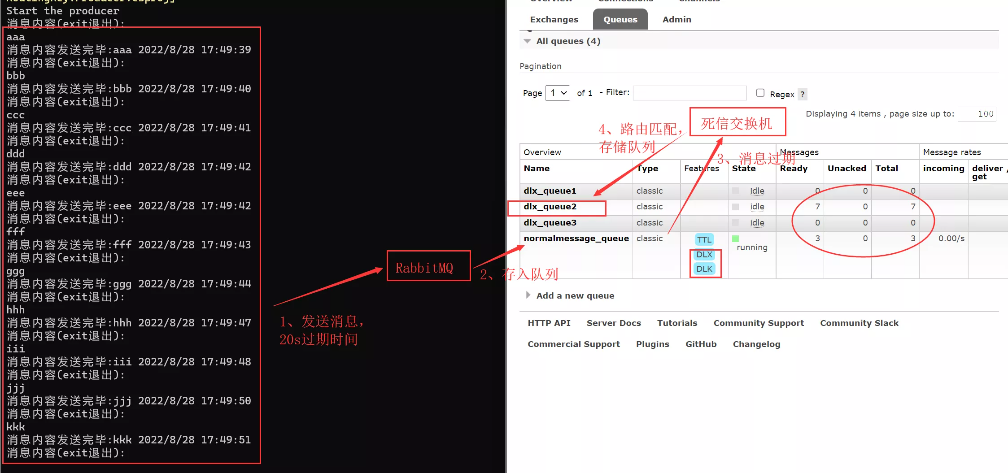 Start the producer
消息内容(exit退出):
aaa
消息内容发送完毕:aaa 2022/8/28 17:49:39
消息内容(exit退出):
bbb
消息内容发送完毕:bbb 2022/8/28 17:49:40
消息内容(exit退出):
ccc
消息内容发送完毕:ccc 2022/8/28 17:49:41
消息内容(exit退出):
ddd
消息内容发送完毕:ddd 2022/8/28 17:49:42
消息内容(exit退出):
eee
消息内容发送完毕:eee 2022/8/28 17:49:42
消息内容(exit退出):
fff
消息内容发送完毕:fff 2022/8/28 17:49:43
消息内容(exit退出):
ggg
消息内容发送完毕:ggg 2022/8/28 17:49:44
消息内容(exit退出):
hhh
消息内容发送完毕:hhh 2022/8/28 17:49:47
消息内容(exit退出):
iii
消息内容发送完毕:iii 2022/8/28 17:49:48
消息内容(exit退出):
jjj
消息内容发送完毕:jjj 2022/8/28 17:49:50
消息内容(exit退出):
kkk
消息内容发送完毕:kkk 2022/8/28 17:49:51
消息内容(exit退出):
1、发送消息,
20s过期时间
RabbitMQ
2、存入队列
3、消息过期
死信交换机
4、路由匹配,
存储队列
Exchanges Queues Admin
All queues (4)
Pagination
Page 1 of 1 - Filter: Regex ?
Displaying 4 items , page size up to: 100
Overview Messages Message rates
Name Type Features State Ready Unacked Total incoming deliver / get
dlx_queue1 classic idle 0 0 0
dlx_queue2 classic idle 7 0 7
dlx_queue3 classic idle 0 0 0
normalmessage_queue classic TTL DLX DLK running 3 0 3 0.00/s
Add a new queue
HTTP API Server Docs Tutorials Community Support Community Slack
Commercial Support Plugins GitHub Changelog